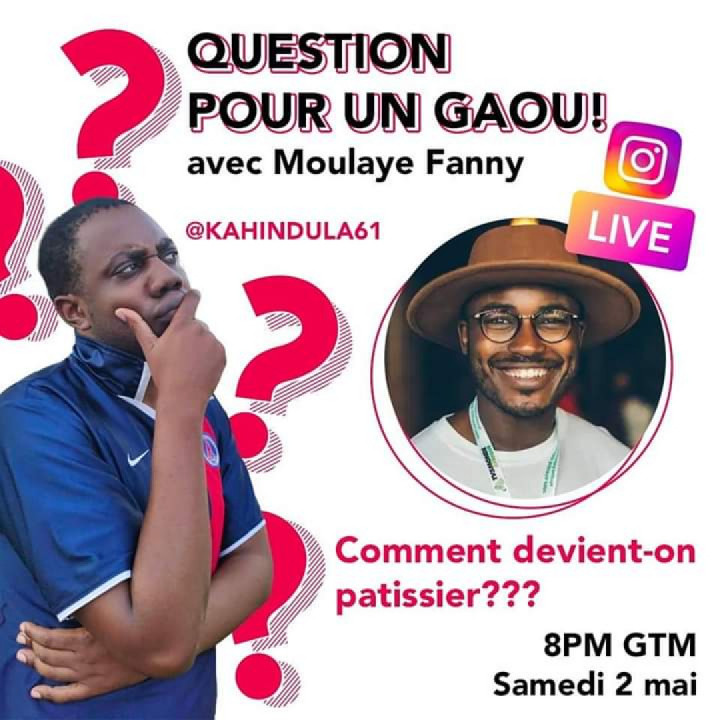 QUESTION
POUR UN GAOU!
avec Moulaye Fanny
LIVE
@KAHINDULA61
Comment devient-on
patissier???
8PM GTM
Samedi 2 mai